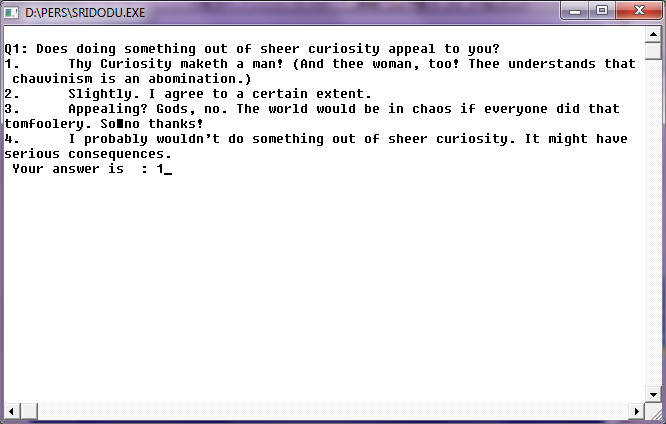 D:\PERS\SRIDODU.EXE
Q1: Does doing something out of sheer curiosity appeal to you?
1. Thy Curiosity maketh a man! (And thee woman, too! Thee understands that
chauvinism is an abomination.)
2. Slightly. I agree to a certain extent.
3. Appealing? Gods, no. The world would be in chaos if everyone did that
tomfoolery. So■no thanks!
4. I probably wouldn't do something out of sheer curiosity. It might have
serious consequences.
Your answer is : 1_